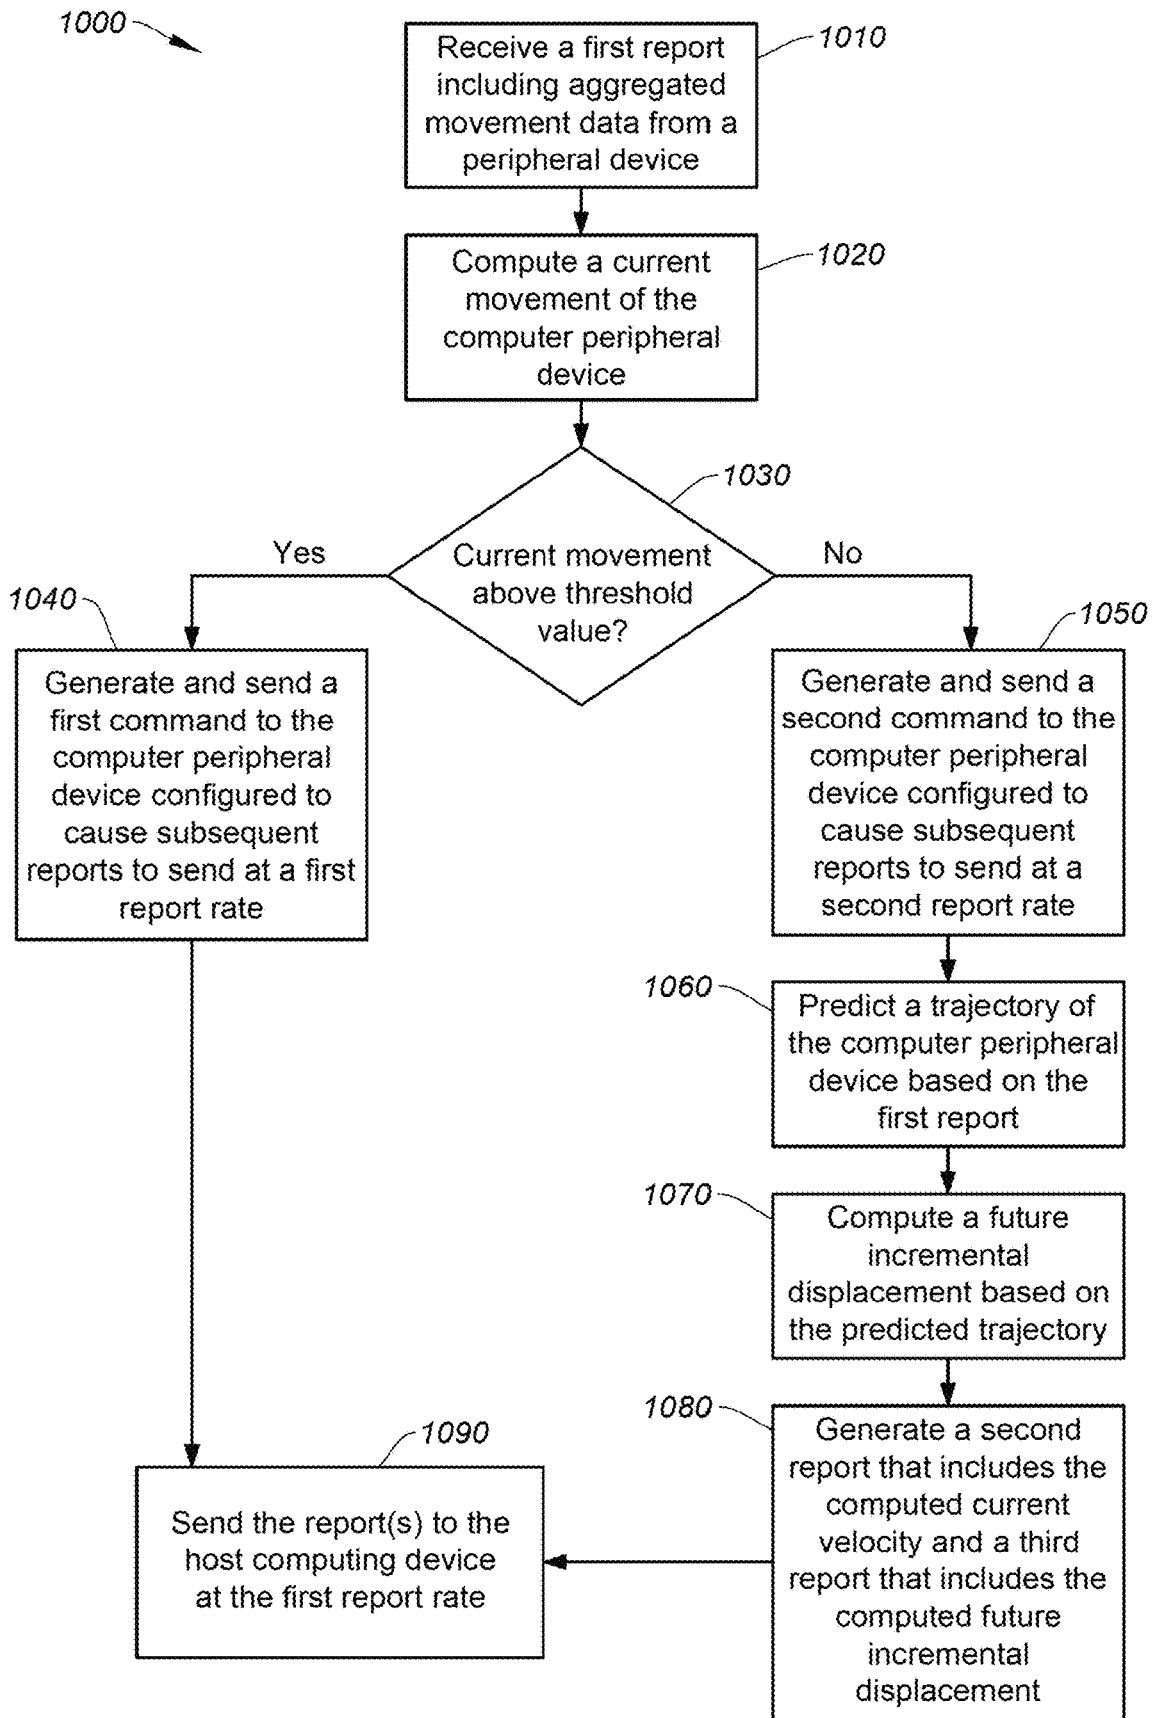 1000
Receive a first report
including aggregated
movement data from a
peripheral device
1010
Compute a current
movement of the
computer peripheral
device
1020
1030
Current movement
above threshold
value?
Yes
No
1040
Generate and send a
first command to the
computer peripheral
device configured to
cause subsequent
reports to send at a first
report rate
1050
Generate and send a
second command to the
computer peripheral
device configured to
cause subsequent
reports to send at a
second report rate
1060
Predict a trajectory of
the computer peripheral
device based on the
first report
1070
Compute a future
incremental
displacement based on
the predicted trajectory
1080
Generate a second
report that includes the
computed current
velocity and a third
report that includes the
computed future
incremental
displacement
1090
Send the report(s) to the
host computing device
at the first report rate